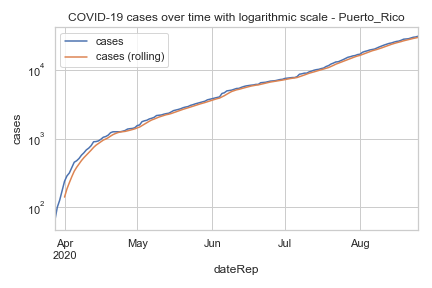 COVID-19 cases over time with logarithmic scale - Puerto_Rico
cases
cases (rolling)
10^4
10^3
10^2
cases
Apr
2020
May
Jun
Jul
Aug
dateRep